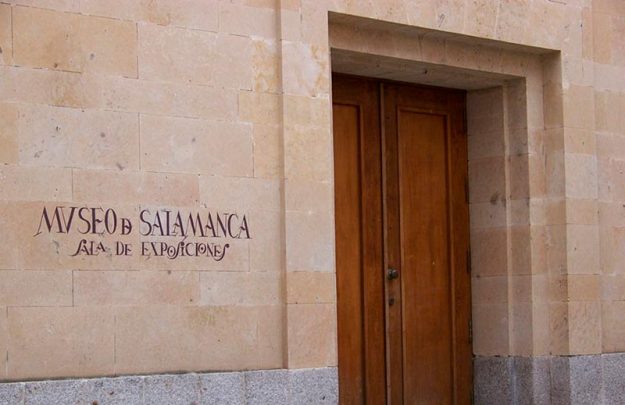 MVSEO D SALAMANCA
SALA DE EXPOSICIONES